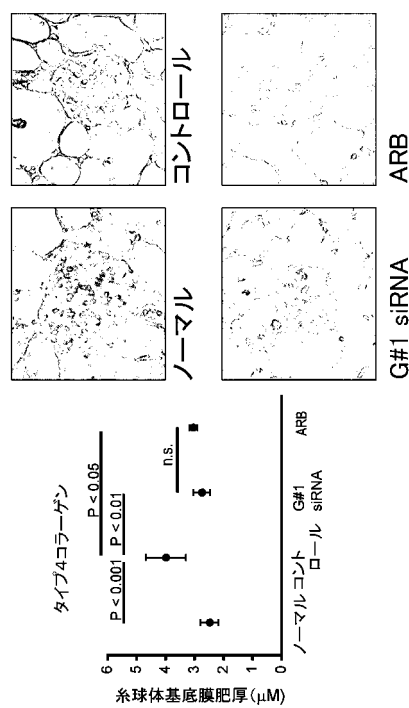 ノーマル
コントロール
G#1 siRNA
ARB
タイプ4コラーゲン
P < 0.05
P < 0.001
P < 0.01
n.s.
6
5
4
3
2
1
0
糸球体基底膜肥厚(μM)
ノーマル
コント
ロール
G#1
siRNA
ARB